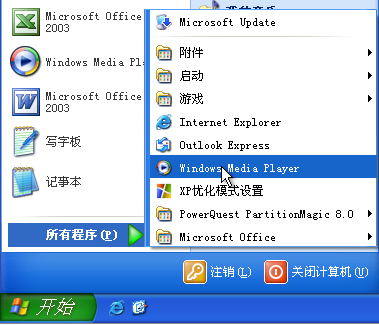 Microsoft Office
2003
Windows Media Pl
Microsoft Office
2003
写字板
记事本
所有程序(P)
Microsoft Update
附件
启动
游戏
Internet Explorer
Outlook Express
Windows Media Player
XP优化模式设置
PowerQuest PartitionMagic 8.0
Microsoft Office
注销(L)
关闭计算机(U)
开始